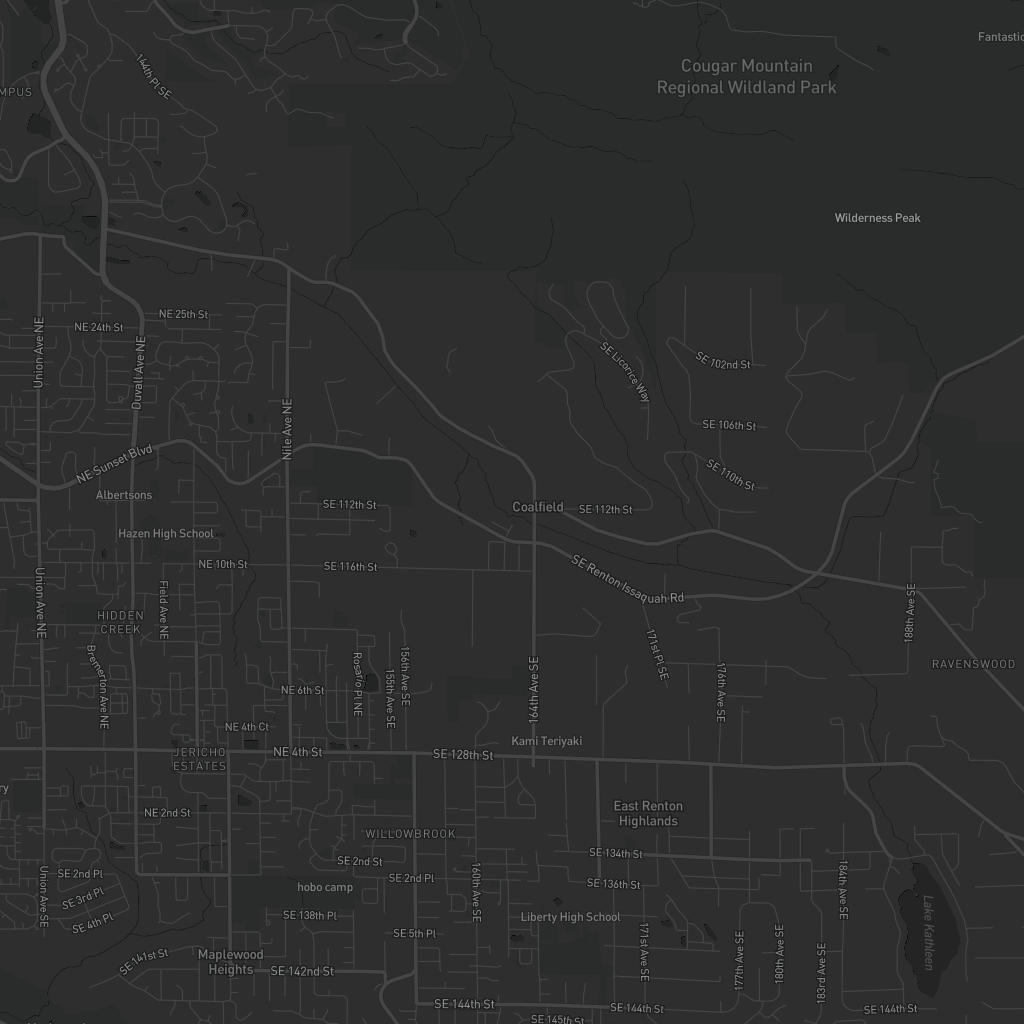 Fantastic
Cougar Mountain
Regional Wildland Park
144th Pl SE
MPUS
Wilderness Peak
NE 25th St
NE 24th St
Union Ave NE
Duvall Ave NE
SE Licorice Way
SE 102nd St
Nile Ave NE
SE 106th St
NE Sunset Blvd
SE 110th St
Albertsons
SE 112th St
Coalfield
SE 112th St
Hazen High School
NE 10th St
SE 116th St
SE Renton Issaquah Rd
Union Ave NE
Field Ave NE
188th Ave SE
HIDDEN
CREEK
171st Pl SE
RAVENSWOOD
Bremerton Ave NE
Rosario Pl NE
156th Ave SE
155th Ave SE
164th Ave SE
176th Ave SE
NE 6th St
NE 4th Ct
Kami Teriyaki
JERICHO
ESTATES
NE 4th St
SE 128th St
ry
NE 2nd St
East Renton
Highlands
WILLOWBROOK
SE 134th St
SE 2nd St
SE 2nd Pl
SE 2nd Pl
SE 136th St
Union Ave SE
hobo camp
160th Ave SE
184th Ave SE
SE 3rd Pl
SE 4th Pl
SE 138th Pl
Liberty High School
Lake Kathleen
SE 5th Pl
171st Ave SE
177th Ave SE
180th Ave SE
183rd Ave SE
Maplewood
Heights
SE 141st St
SE 142nd St
SE 144th St
SE 144th St
SE 144th St
SE 145th St